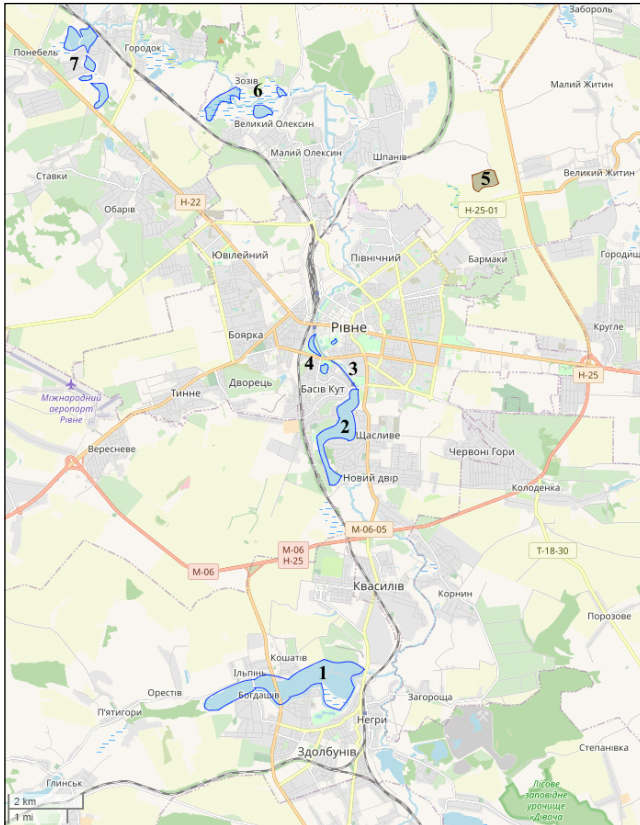 Забороль
Понебель
Городок
7
Зозів
6
Малий Житин
Великий Олексин
Малий Олексин
Шпанів
Ставки
5
Великий Житин
Обарів
Н-22
Н-25-01
Ювілейний
Північний
Бармаки
Городище
Рівне
Боярка
Кругле
4
3
Н-25
Дворець
Міжнародний
аеропорт
Рівне
Тинне
Басів Кут
2
Щасливе
Вересневе
Червоні Гори
Новий двір
Колоденка
М-06-05
М-06
Н-25
Т-18-30
М-06
Квасилів
Корнин
Порозове
Кошатів
1
Ільпінь
Орестів
Богдашів
Загороща
П'ятигори
Негри
Степанівка
Здолбунів
Глинськ
Лісове
заповідне
урочище
«Дівоча
2 km
1 mi